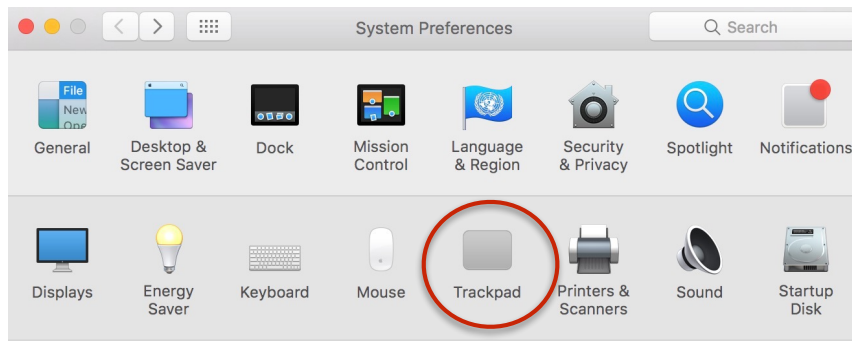 System Preferences
Search
File
New
Ope
General
Desktop &
Screen Saver
Dock
Mission
Control
Language
& Region
Security
& Privacy
Spotlight
Notifications
Displays
Energy
Saver
Keyboard
Mouse
Trackpad
Printers &
Scanners
Sound
Startup
Disk